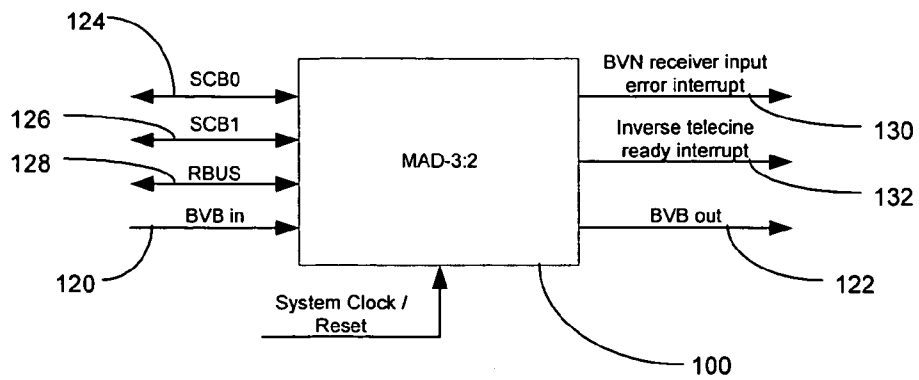 124
SCB0
BVN receiver input
error interrupt
130
126
SCB1
Inverse telecine
ready interrupt
128
RBUS
MAD-3:2
132
BVB in
BVB out
120
122
System Clock /
Reset
100